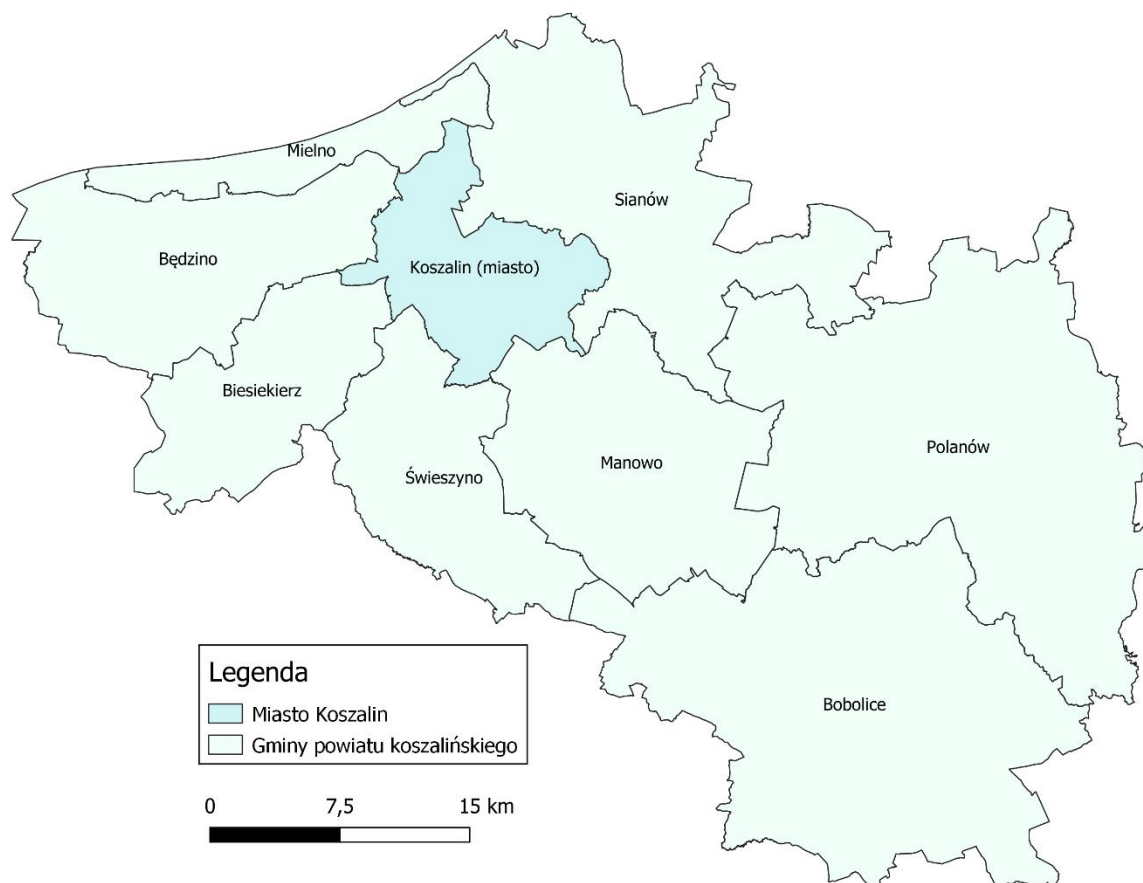 Mielno
Sianów
Będzino
Koszalin (miasto)
Biesiekierz
Polanów
Manowo
Świeszyno
Bobolice
Legenda
Miasto Koszalin
Gminy powiatu koszalińskiego
0 7,5 15 km